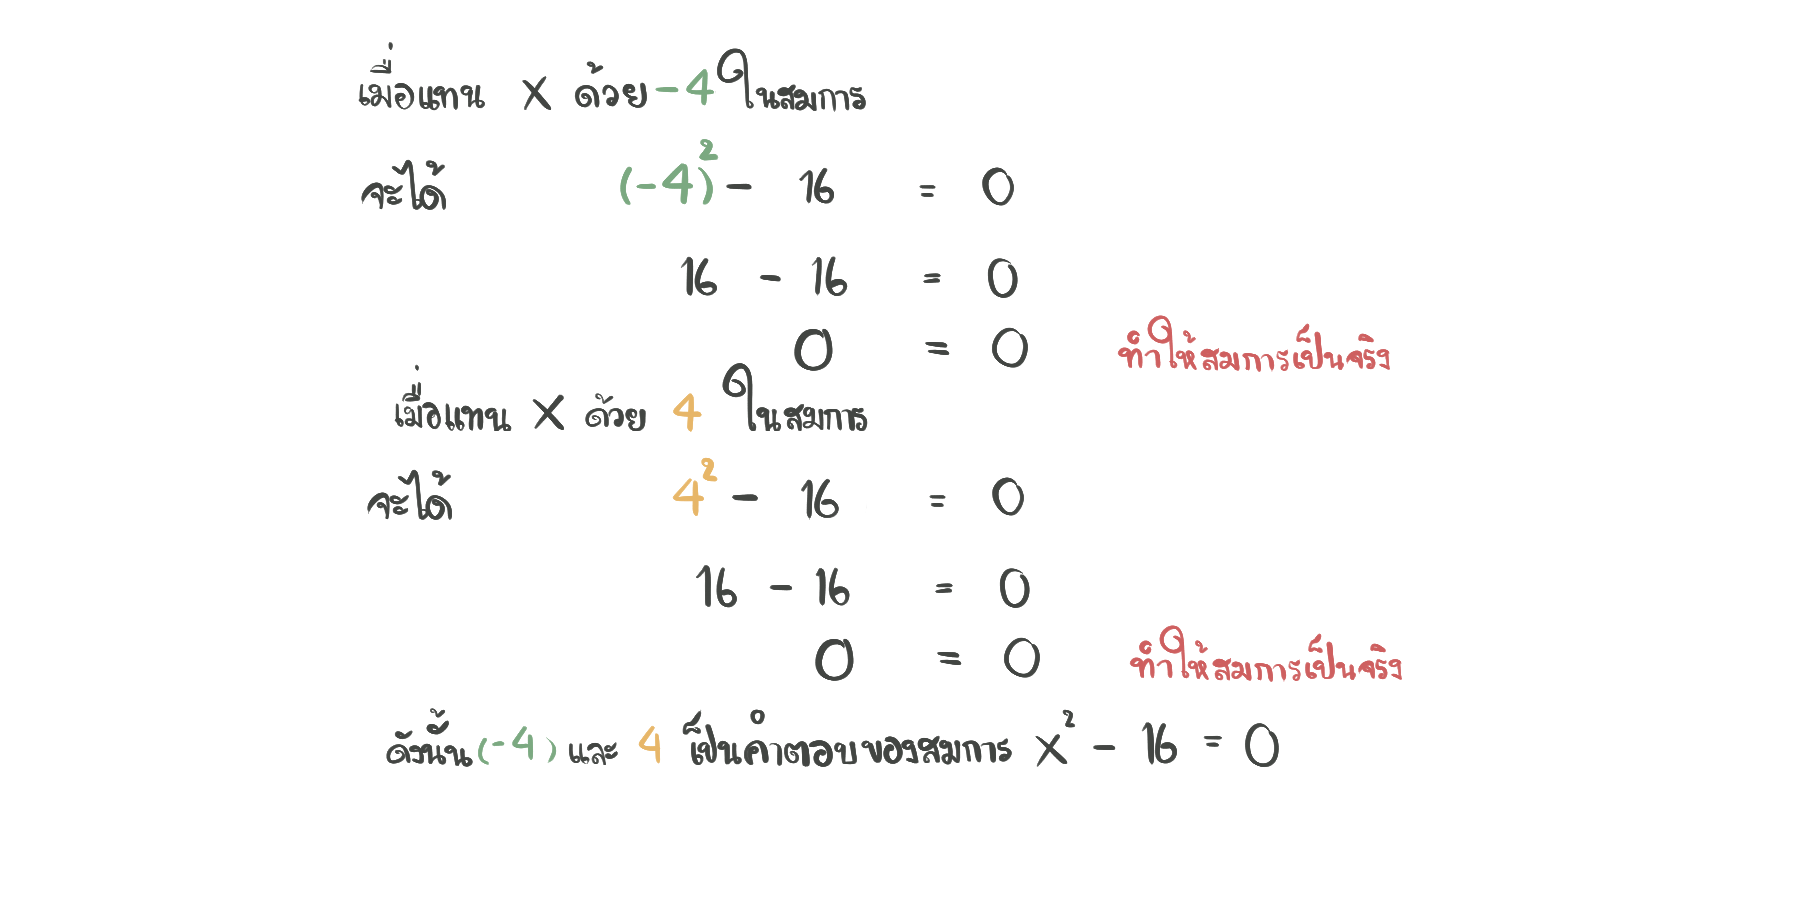 เมื่อแทน X ด้วย -4 ในสมการ
จะได้ (-4)² - 16 = 0
16 - 16 = 0
0 = 0 ทำให้สมการเป็นจริง
เมื่อแทน X ด้วย 4 ในสมการ
จะได้ 4² - 16 = 0
16 - 16 = 0
0 = 0 ทำให้สมการเป็นจริง
ดังนั้น (-4) และ 4 เป็นคำตอบของสมการ X² - 16 = 0